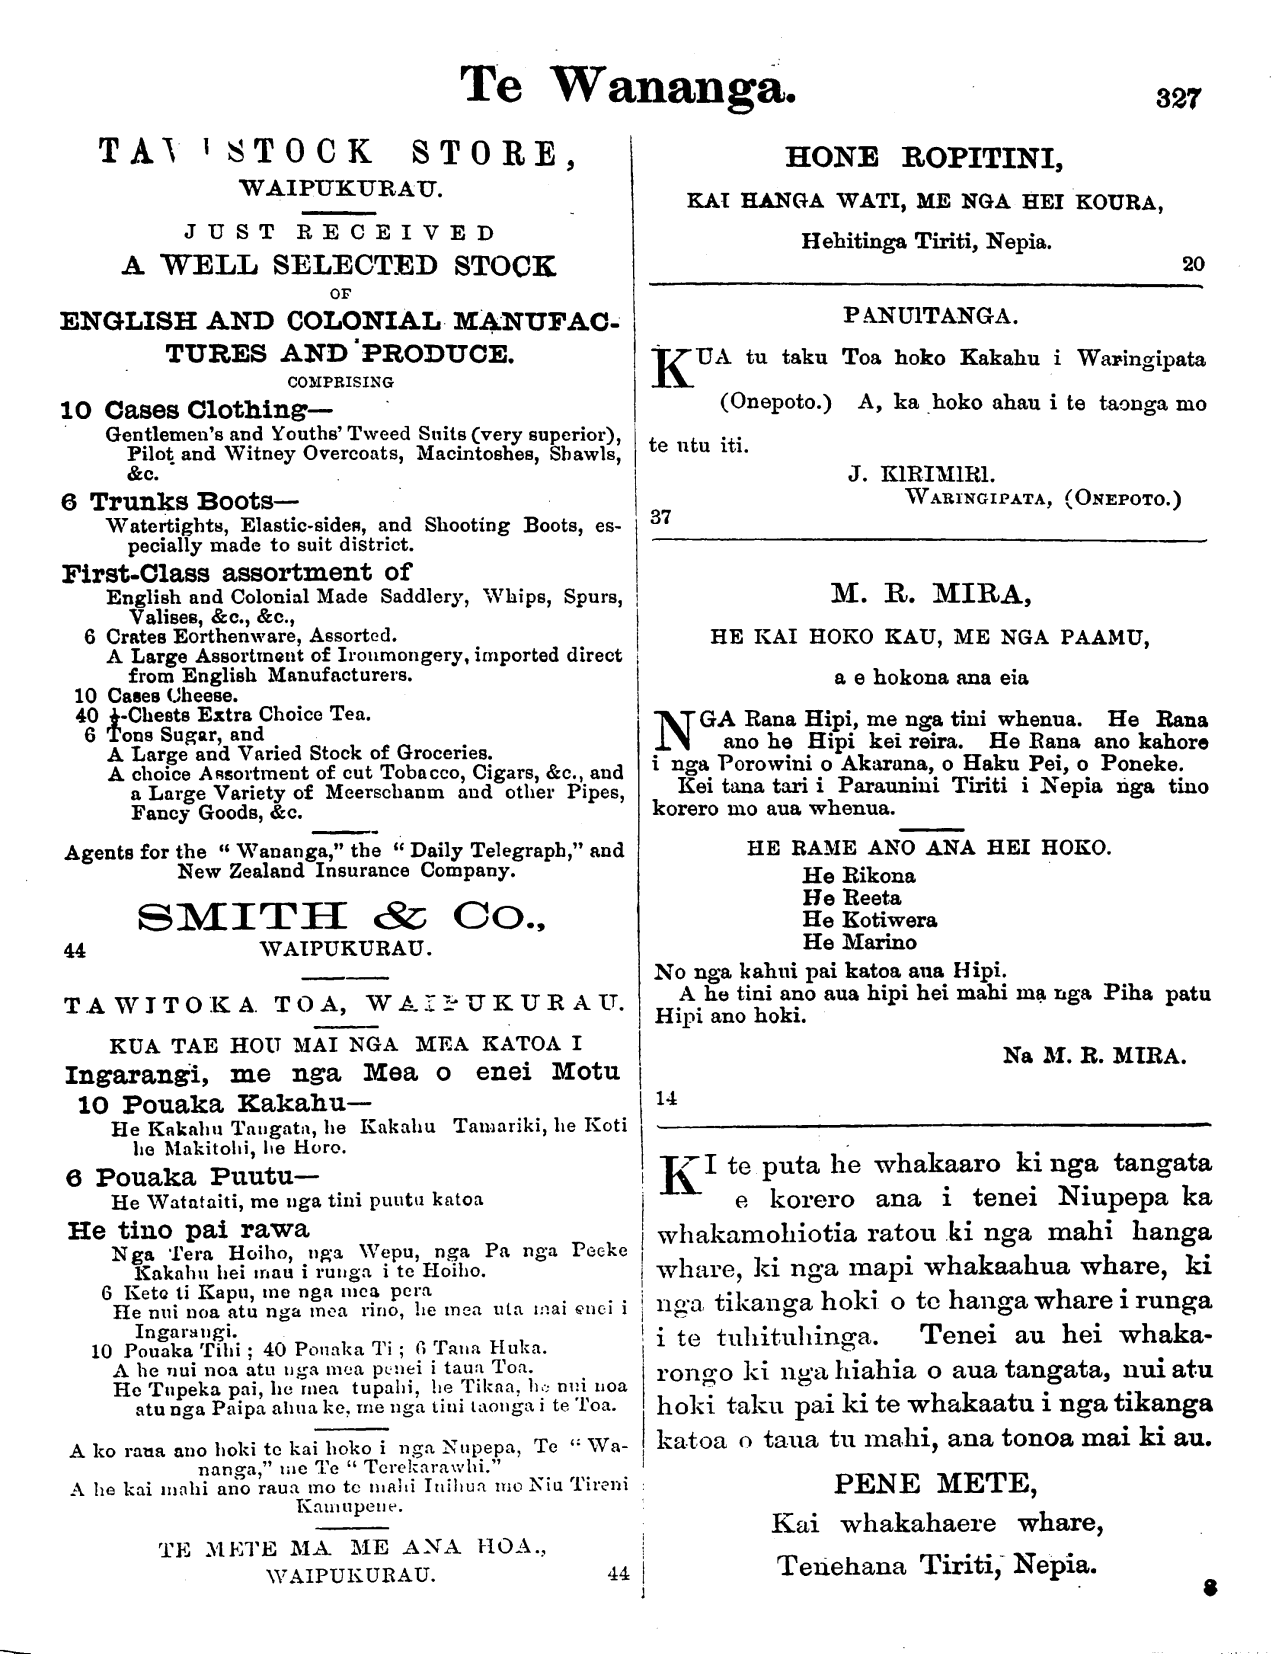 Te Wananga.
327
TAVISTOCK STORE,
WAIPUKURAU.
JUST RECEIVED
A WELL SELECTED STOCK
OF
ENGLISH AND COLONIAL MANUFAC-
TURES AND PRODUCE.
COMPRISING
10 Cases Clothing—
Gentlemen's and Youths' Tweed Suits (very superior),
Pilot and Witney Overcoats, Macintoshes, Shawls,
&c.
6 Trunks Boots—
Watertights, Elastic-sides, and Shooting Boots, es-
pecially made to suit district.
First-Class assortment of
English and Colonial Made Saddlery, Whips, Spurs,
Valises, &c., &c.,
6 Crates Eorthenware, Assorted.
A Large Assortment of Ironmongery, imported direct
from English Manufacturers.
10 Cases Cheese.
40 ½-Chests Extra Choice Tea.
6 Tons Sugar, and
A Large and Varied Stock of Groceries.
A choice Assortment of cut Tobacco, Cigars, &c., and
a Large Variety of Meerschanm and other Pipes,
Fancy Goods, &c.
Agents for the " Wananga," the " Daily Telegraph," and
New Zealand Insurance Company.
SMITH & Co.,
44 WAIPUKURAU.
TAWITOKA TOA, WAIPUKURAU.
KUA TAE HOU MAI NGA MEA KATOA I
Ingarangi, me nga Mea o enei Motu
10 Pouaka Kakahu—
He Kakahu Tangata, he Kakahu Tamariki, he Koti
he Makitohi, he Horo.
6 Pouaka Puutu—
He Watataiti, me nga tini puutu katoa
He tino pai rawa
Nga Tera Hoiho, nga Wepu, nga Pa nga Peeke
Kakahu hei mau i runga i te Hoiho.
6 Kete ti Kapu, me nga mea pera
He nui noa atu nga mea rino, he mea uta mai enei i
Ingarangi.
10 Pouaka Tihi ; 40 Pouaka Ti ; 6 Tana Huka.
A he nui noa atu nga mea penei i taua Toa.
He Tupeka pai, he mea tupahi, he Tikaa, he nui noa
atu nga Paipa ahua ke, me nga tini taonga i te Toa.
A ko raua ano hoki te kai hoko i nga Nupepa, Te " Wa-
nanga," me Te " Terekarawhi."
A he kai mahi ano raua mo te mahi Inihua mo Niu Tireni
Kamupene.
TE METE MA ME ANA HOA.,
WAIPUKURAU. 44
HONE ROPITINI,
KAI HANGA WATI, ME NGA HEI KOURA,
Hehitinga Tiriti, Nepia.
20
PANUITANGA.
KUA tu taku Toa hoko Kakahu i Waringipata
(Onepoto.) A, ka hoko ahau i te taonga mo
te utu iti.
J. KIRIMIRI.
WARINGIPATA, (ONEPOTO.)
37
M. R. MIRA,
HE KAI HOKO KAU, ME NGA PAAMU,
a e hokona ana eia
NGA Rana Hipi, me nga tini whenua. He Rana
ano he Hipi kei reira. He Rana ano kahore
i nga Porowini o Akarana, o Haku Pei, o Poneke.
Kei tana tari i Paraunini Tiriti i Nepia nga tino
korero mo aua whenua.
HE RAME ANO ANA HEI HOKO.
He Rikona
He Reeta
He Kotiwera
He Marino
No nga kahui pai katoa aua Hipi.
A he tini ano aua hipi hei mahi ma nga Piha patu
Hipi ano hoki.
Na M. R. MIRA.
14
KI te puta he whakaaro ki nga tangata
e korero ana i tenei Niupepa ka
whakamohiotia ratou ki nga mahi hanga
whare, ki nga mapi whakaahua whare, ki
nga tikanga hoki o te hanga whare i runga
i te tuhituhinga. Tenei au hei whaka-
rongo ki nga hiahia o aua tangata, nui atu
hoki taku pai ki te whakaatu i nga tikanga
katoa o taua tu mahi, ana tonoa mai ki au.
PENE METE,
Kai whakahaere whare,
Tenehana Tiriti, Nepia.
8